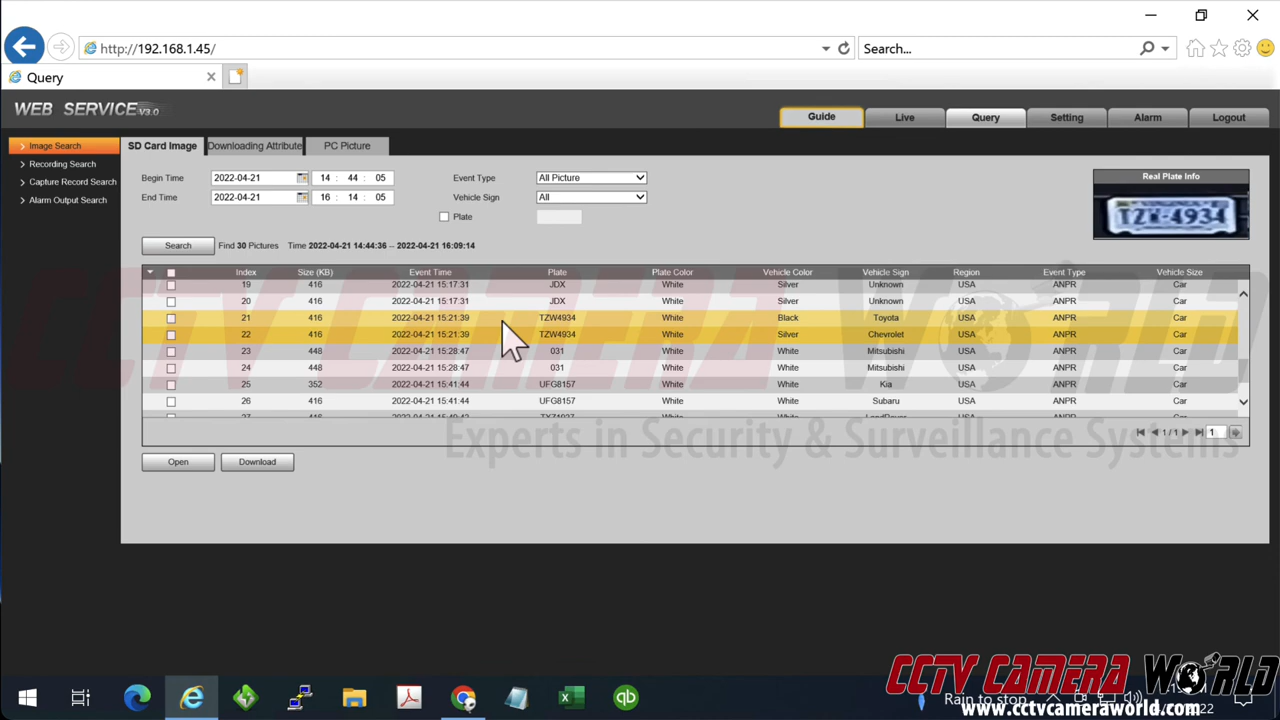 http://192.168.1.45/
Search...
Query
WEB SERVICE V3.0
Guide Live Query Setting Alarm Logout
Image Search
Recording Search
Capture Record Search
Alarm Output Search
SD Card Image Downloading Attribute PC Picture
Begin Time 2022-04-21 14 : 44 : 05 Event Type All Picture
End Time 2022-04-21 16 : 14 : 05 Vehicle Sign All
Plate
Real Plate Info
TZW-4934
Search Find 30 Pictures Time 2022-04-21 14:44:36 -- 2022-04-21 16:09:14
Index Size (KB) Event Time Plate Plate Color Vehicle Color Vehicle Sign Region Event Type Vehicle Size
19 416 2022-04-21 15:17:31 JDX White Silver Unknown USA ANPR Car
20 416 2022-04-21 15:17:31 JDX White Silver Unknown USA ANPR Car
21 416 2022-04-21 15:21:39 TZW4934 White Black Toyota USA ANPR Car
22 416 2022-04-21 15:21:39 TZW4934 White Silver Chevrolet USA ANPR Car
23 448 2022-04-21 15:28:47 031 White White Mitsubishi USA ANPR Car
24 448 2022-04-21 15:28:47 031 White White Mitsubishi USA ANPR Car
25 352 2022-04-21 15:41:44 UFG8157 White White Kia USA ANPR Car
26 416 2022-04-21 15:41:44 UFG8157 White White Subaru USA ANPR Car
1 / 1 1
Open Download
CCTV CAMERA WORLD
Experts in Security & Surveillance Systems
CCTV CAMERA WORLD
Rain to stop
www.cctvcameraworld.com